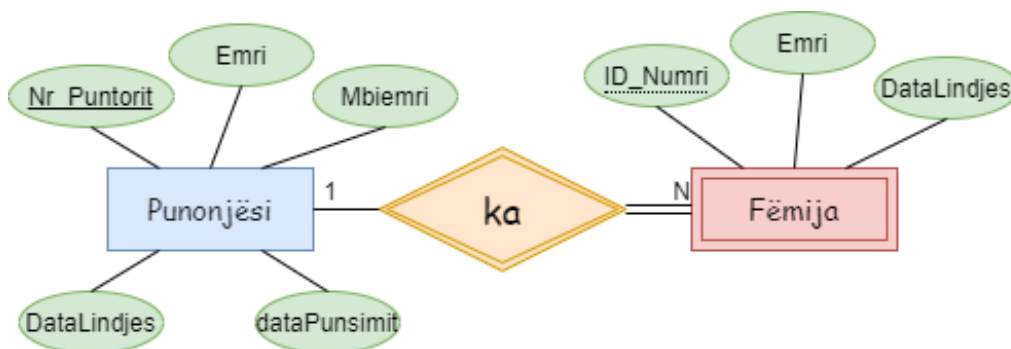 Emri
Nr_Puntorit
Mbiemri
Emri
ID_Numri
DataLindjes
Punonjësi
1
ka
N
Fëmija
DataLindjes
dataPunsimit